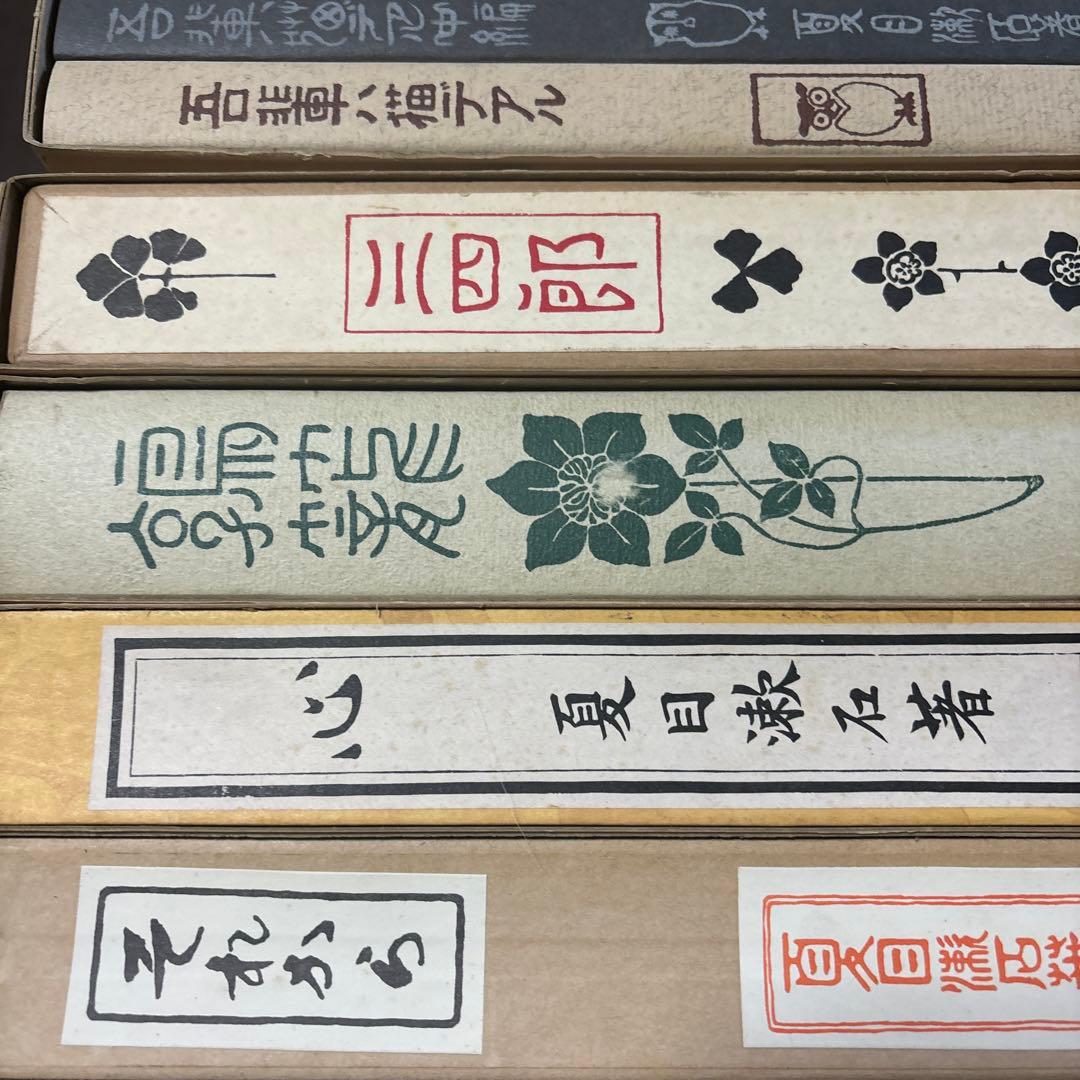 吾輩ハ猫デアル中編 夏目漱石著
吾輩ハ猫デアル
三四郎
鶉籠
心 夏目漱石著
それから 夏目漱石